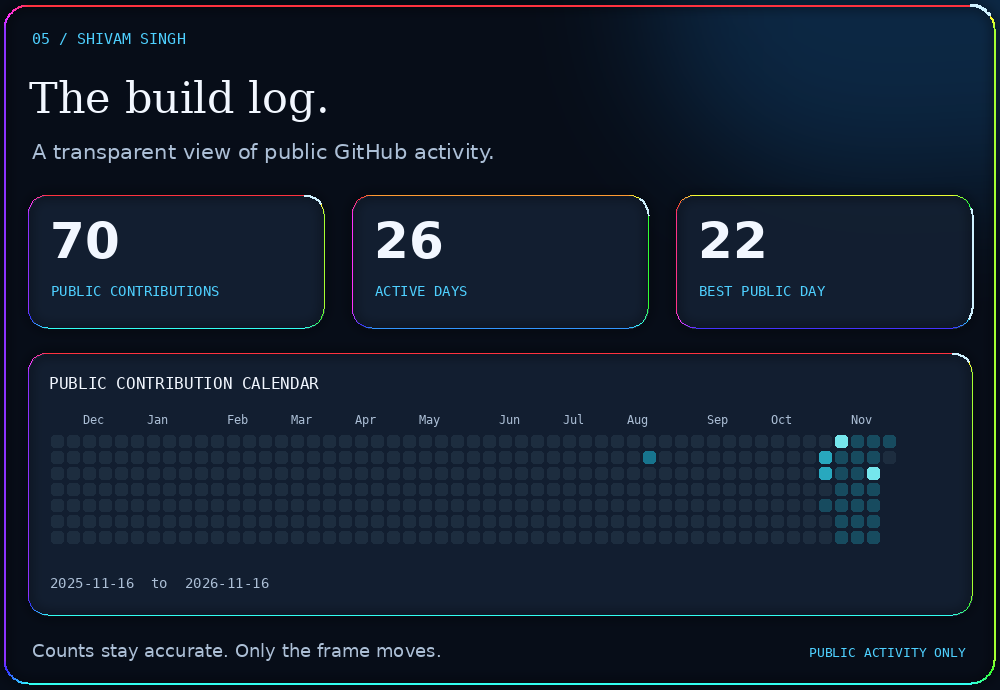 05 / SHIVAM SINGH
The build log.
A transparent view of public GitHub activity.
70
PUBLIC CONTRIBUTIONS
26
ACTIVE DAYS
22
BEST PUBLIC DAY
PUBLIC CONTRIBUTION CALENDAR
Dec Jan Feb Mar Apr May Jun Jul Aug Sep Oct Nov
2025-11-16 to 2026-11-16
Counts stay accurate. Only the frame moves.
PUBLIC ACTIVITY ONLY